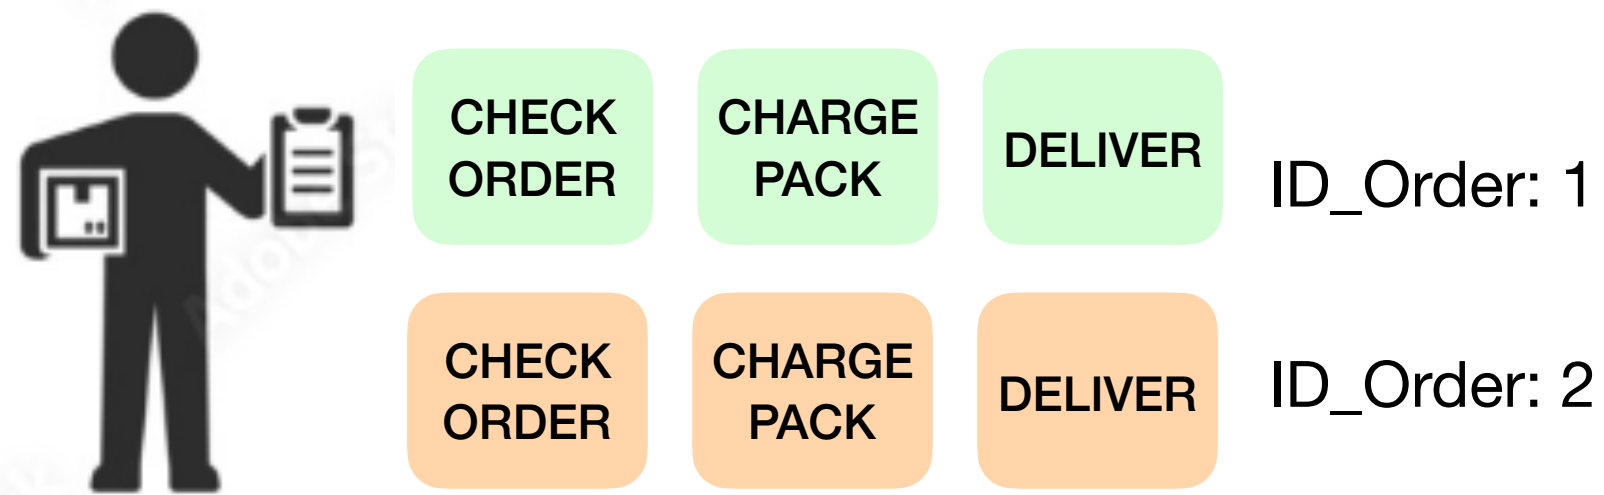 CHECK
ORDER
CHARGE
PACK
DELIVER
ID_Order: 1
CHECK
ORDER
CHARGE
PACK
DELIVER
ID_Order: 2